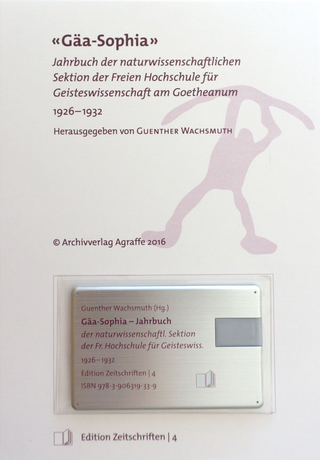 «Gäa-Sophia»
Jahrbuch der naturwissenschaftlichen
Sektion der Freien Hochschule für
Geisteswissenschaft am Goetheanum
1926–1932
Herausgegeben von Guenther Wachsmuth
© Archivverlag Agraffe 2016
Guenther Wachsmuth (Hg.)
Gäa-Sophia – Jahrbuch
der naturwissenschaftl. Sektion
der Fr. Hochschule für Geisteswiss.
1926–1932
Edition Zeitschriften | 4
ISBN 978-3-906319-33-9
Edition Zeitschriften | 4